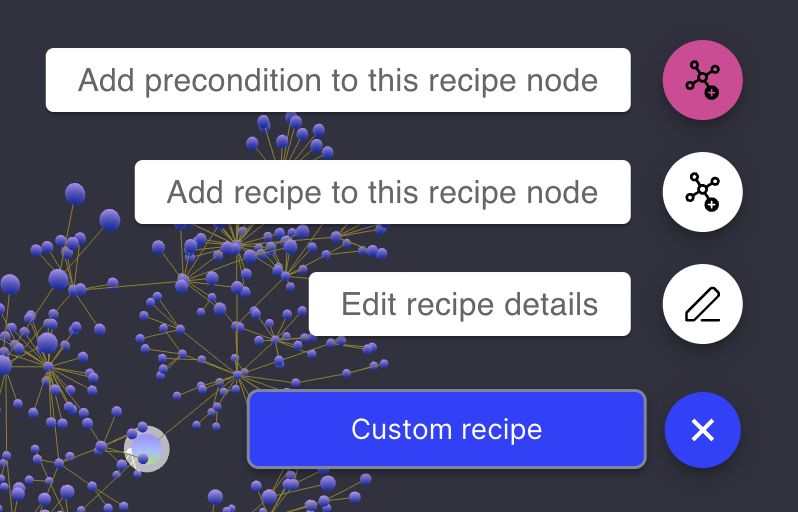 Add precondition to this recipe node
Add recipe to this recipe node
Edit recipe details
Custom recipe